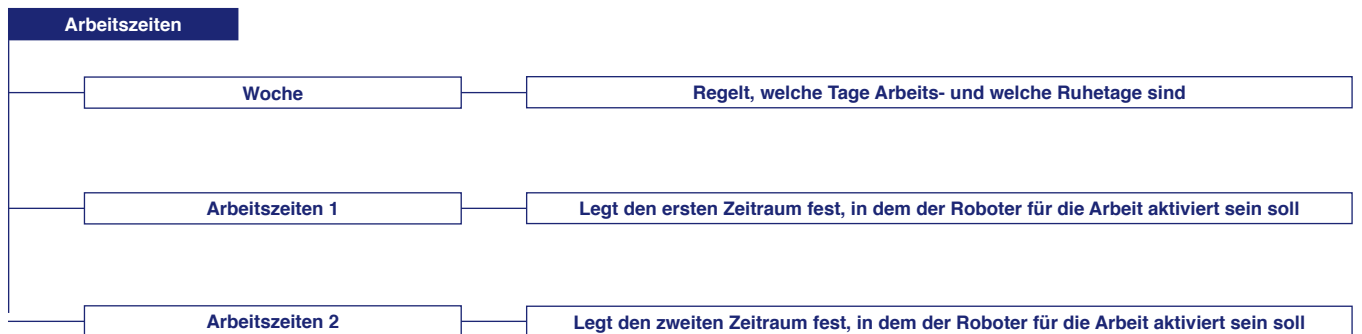 Arbeitszeiten
Woche
Regelt, welche Tage Arbeits- und welche Ruhetage sind
Arbeitszeiten 1
Legt den ersten Zeitraum fest, in dem der Roboter für die Arbeit aktiviert sein soll
Arbeitszeiten 2
Legt den zweiten Zeitraum fest, in dem der Roboter für die Arbeit aktiviert sein soll